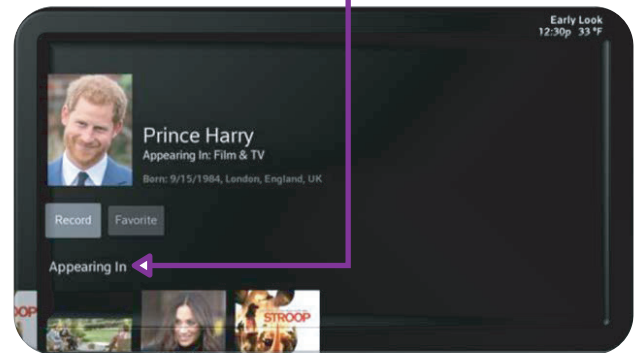 Early Look
12:30p 33 °F
Prince Harry
Appearing In: Film & TV
Born: 9/15/1984, London, England, UK
Record Favorite
Appearing In
OOP
STROOP